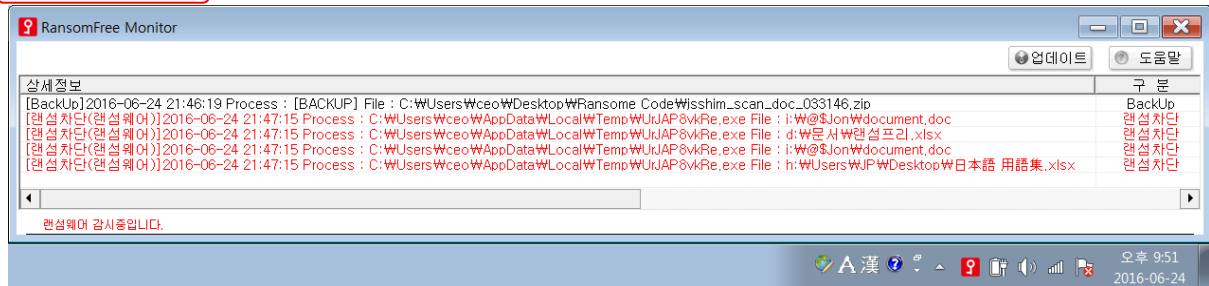 RansomFree Monitor
업데이트 도움말
상세정보 구 분
[BackUp]2016-06-24 21:46:19 Process : [BACKUP] File : C:₩Users₩ceo₩Desktop₩Ransome Code₩jsshim_scan_doc_033146,zip BackUp
[랜섬차단(랜섬웨어)]2016-06-24 21:47:15 Process : C:₩Users₩ceo₩AppData₩Local₩Temp₩UrJAP8vkRe,exe File : i:₩@$Jon₩document,doc 랜섬차단
[랜섬차단(랜섬웨어)]2016-06-24 21:47:15 Process : C:₩Users₩ceo₩AppData₩Local₩Temp₩UrJAP8vkRe,exe File : d:₩문서₩랜섬프리,xlsx 랜섬차단
[랜섬차단(랜섬웨어)]2016-06-24 21:47:15 Process : C:₩Users₩ceo₩AppData₩Local₩Temp₩UrJAP8vkRe,exe File : i:₩@$Jon₩document,doc 랜섬차단
[랜섬차단(랜섬웨어)]2016-06-24 21:47:15 Process : C:₩Users₩ceo₩AppData₩Local₩Temp₩UrJAP8vkRe,exe File : h:₩Users₩JP₩Desktop₩日本語 用語集,xlsx 랜섬차단
랜섬웨어 감시중입니다.
A 漢 오후 9:51
2016-06-24